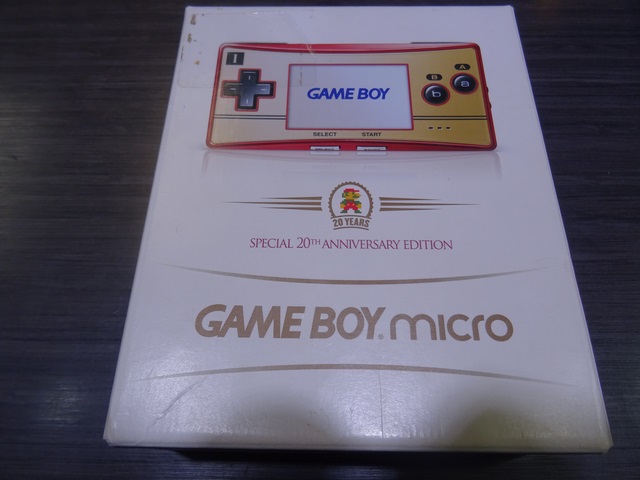 I
GAME BOY
B
A
b
a
SELECT START
20 YEARS
SPECIAL 20TH ANNIVERSARY EDITION
GAME BOY® micro